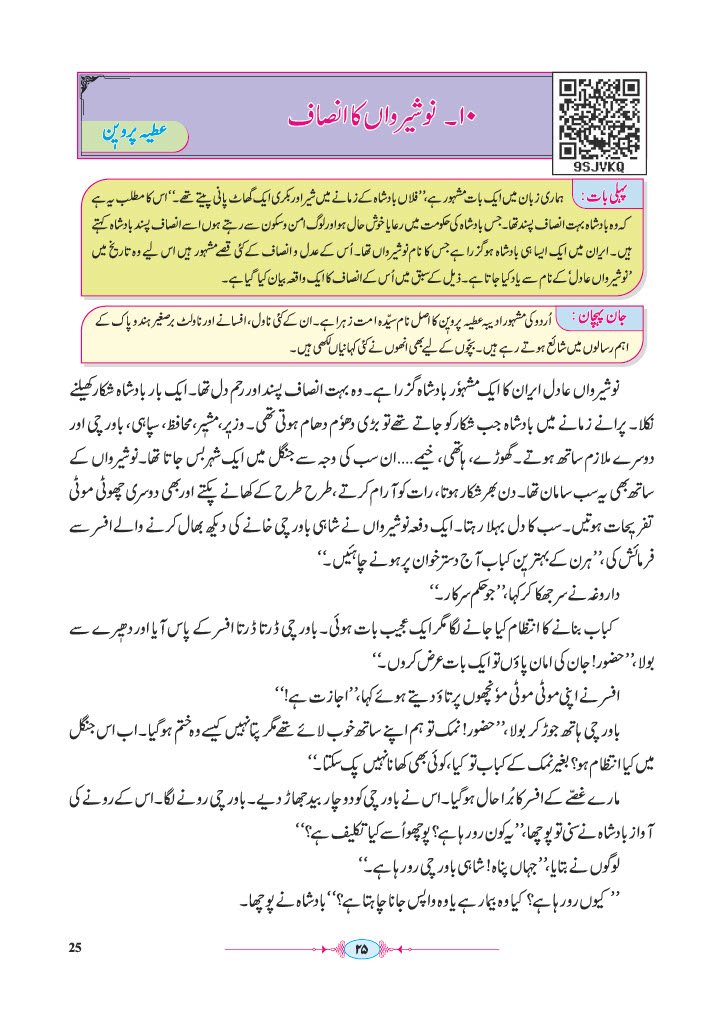 ۱۰۔ نوشیرواں کا انصاف
عطیہ پروین
9SJVKQ
پہلی بات : ہماری زبان میں ایک بات مشہور ہے، ’’فلاں بادشاہ کے زمانے میں شیر اور بکری ایک گھاٹ پانی پیتے تھے۔‘‘ اس کا مطلب یہ ہے
کہ وہ بادشاہ بہت انصاف پسند تھا۔ جس بادشاہ کی حکومت میں رعایا خوش حال ہو اور لوگ امن و سکون سے رہتے ہوں اسے انصاف پسند بادشاہ کہتے
ہیں۔ ایران میں ایک ایسا ہی بادشاہ ہو گزرا ہے جس کا نام نوشیرواں تھا۔ اُس کے عدل و انصاف کے کئی قصے مشہور ہیں اس لیے وہ تاریخ میں
’نوشیرواں عادل‘ کے نام سے یاد کیا جاتا ہے۔ ذیل کے سبق میں اُس کے انصاف کا ایک واقعہ بیان کیا گیا ہے۔
جان پہچان : اُردو کی مشہور ادیبہ عطیہ پروین کا اصل نام سیّدہ امت زہرا ہے۔ ان کے کئی ناول، افسانے اور ناولٹ برصغیر ہند و پاک کے
اہم رسالوں میں شائع ہوتے رہے ہیں۔ بچّوں کے لیے بھی انھوں نے کئی کہانیاں لکھی ہیں۔
نوشیرواں عادل ایران کا ایک مشہوٗر بادشاہ گزرا ہے۔ وہ بہت انصاف پسند اور رحم دل تھا۔ ایک بار بادشاہ شکار کھیلنے
نکلا۔ پرانے زمانے میں بادشاہ جب شکار کو جاتے تھے تو بڑی دھوٗم دھام ہوتی تھی۔ وزیر، مشیر، محافظ، سپاہی، باورچی اور
دوسرے ملازم ساتھ ہوتے۔ گھوڑے، ہاتھی، خیمے.... ان سب کی وجہ سے جنگل میں ایک شہر بس جاتا تھا۔ نوشیرواں کے
ساتھ بھی یہ سب سامان تھا۔ دن بھر شکار ہوتا، رات کو آرام کرتے، طرح طرح کے کھانے پکتے اور بھی دوسری چھوٹی موٹی
تفریحات ہوتیں۔ سب کا دل بہلا رہتا۔ ایک دفعہ نوشیرواں نے شاہی باورچی خانے کی دیکھ بھال کرنے والے افسر سے
فرمائش کی، ’’ہرن کے بہترین کباب آج دسترخوان پر ہونے چاہئیں۔‘‘
داروغہ نے سر جھکا کر کہا، ’’جو حکم سرکار۔‘‘
کباب بنانے کا انتظام کیا جانے لگا مگر ایک عجیب بات ہوئی۔ باورچی ڈرتا ڈرتا افسر کے پاس آیا اور دھیرے سے
بولا، ’’حضور! جان کی امان پاؤں تو ایک بات عرض کروں۔‘‘
افسر نے اپنی موٹی موٹی موٗنچھوں پر تاؤ دیتے ہوئے کہا، ’’اجازت ہے!‘‘
باورچی ہاتھ جوڑ کر بولا، ’’حضور! نمک تو ہم اپنے ساتھ خوب لائے تھے مگر پتا نہیں کیسے وہ ختم ہو گیا۔ اب اس جنگل
میں کیا انتظام ہو؟ بغیر نمک کے کباب تو کیا، کوئی بھی کھانا نہیں پک سکتا۔‘‘
مارے غصّے کے افسر کا بُرا حال ہو گیا۔ اس نے باورچی کو دو چار بید جھاڑ دیے۔ باورچی رونے لگا۔ اس کے رونے کی
آواز بادشاہ نے سنی تو پوچھا، ’’یہ کون رو رہا ہے؟ پوچھو اُسے کیا تکلیف ہے؟‘‘
لوگوں نے بتایا، ’’جہاں پناہ! شاہی باورچی رو رہا ہے۔‘‘
’’کیوں رو رہا ہے؟ کیا وہ بیمار ہے یا وہ واپس جانا چاہتا ہے؟‘‘ بادشاہ نے پوچھا۔
25
۲۵